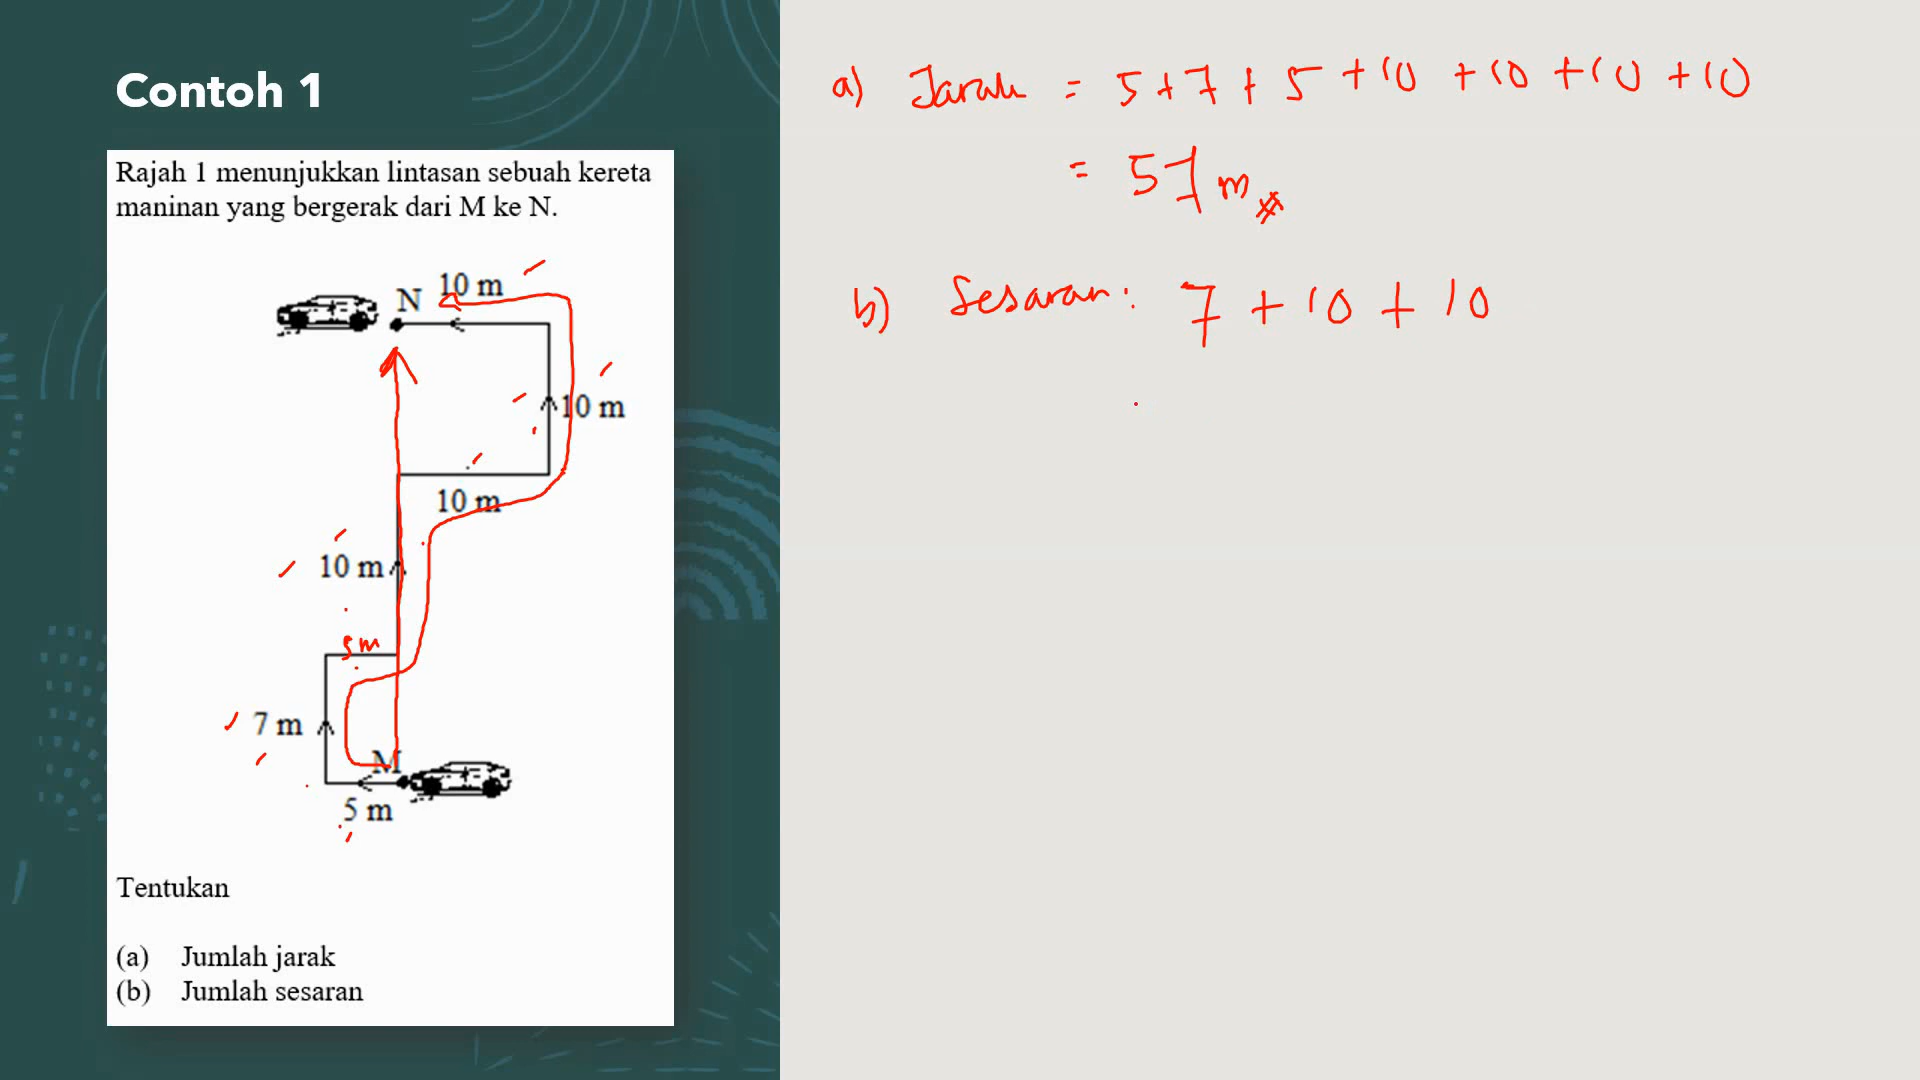 Contoh 1
Rajah 1 menunjukkan lintasan sebuah kereta
maninan yang bergerak dari M ke N.
N 10 m
10 m
10 m
10 m
5 m
7 m
M
5 m
Tentukan
(a) Jumlah jarak
(b) Jumlah sesaran
a) Jarak = 5 + 7 + 5 + 10 + 10 + 10 + 10
= 57 m
b) Sesaran : 7 + 10 + 10